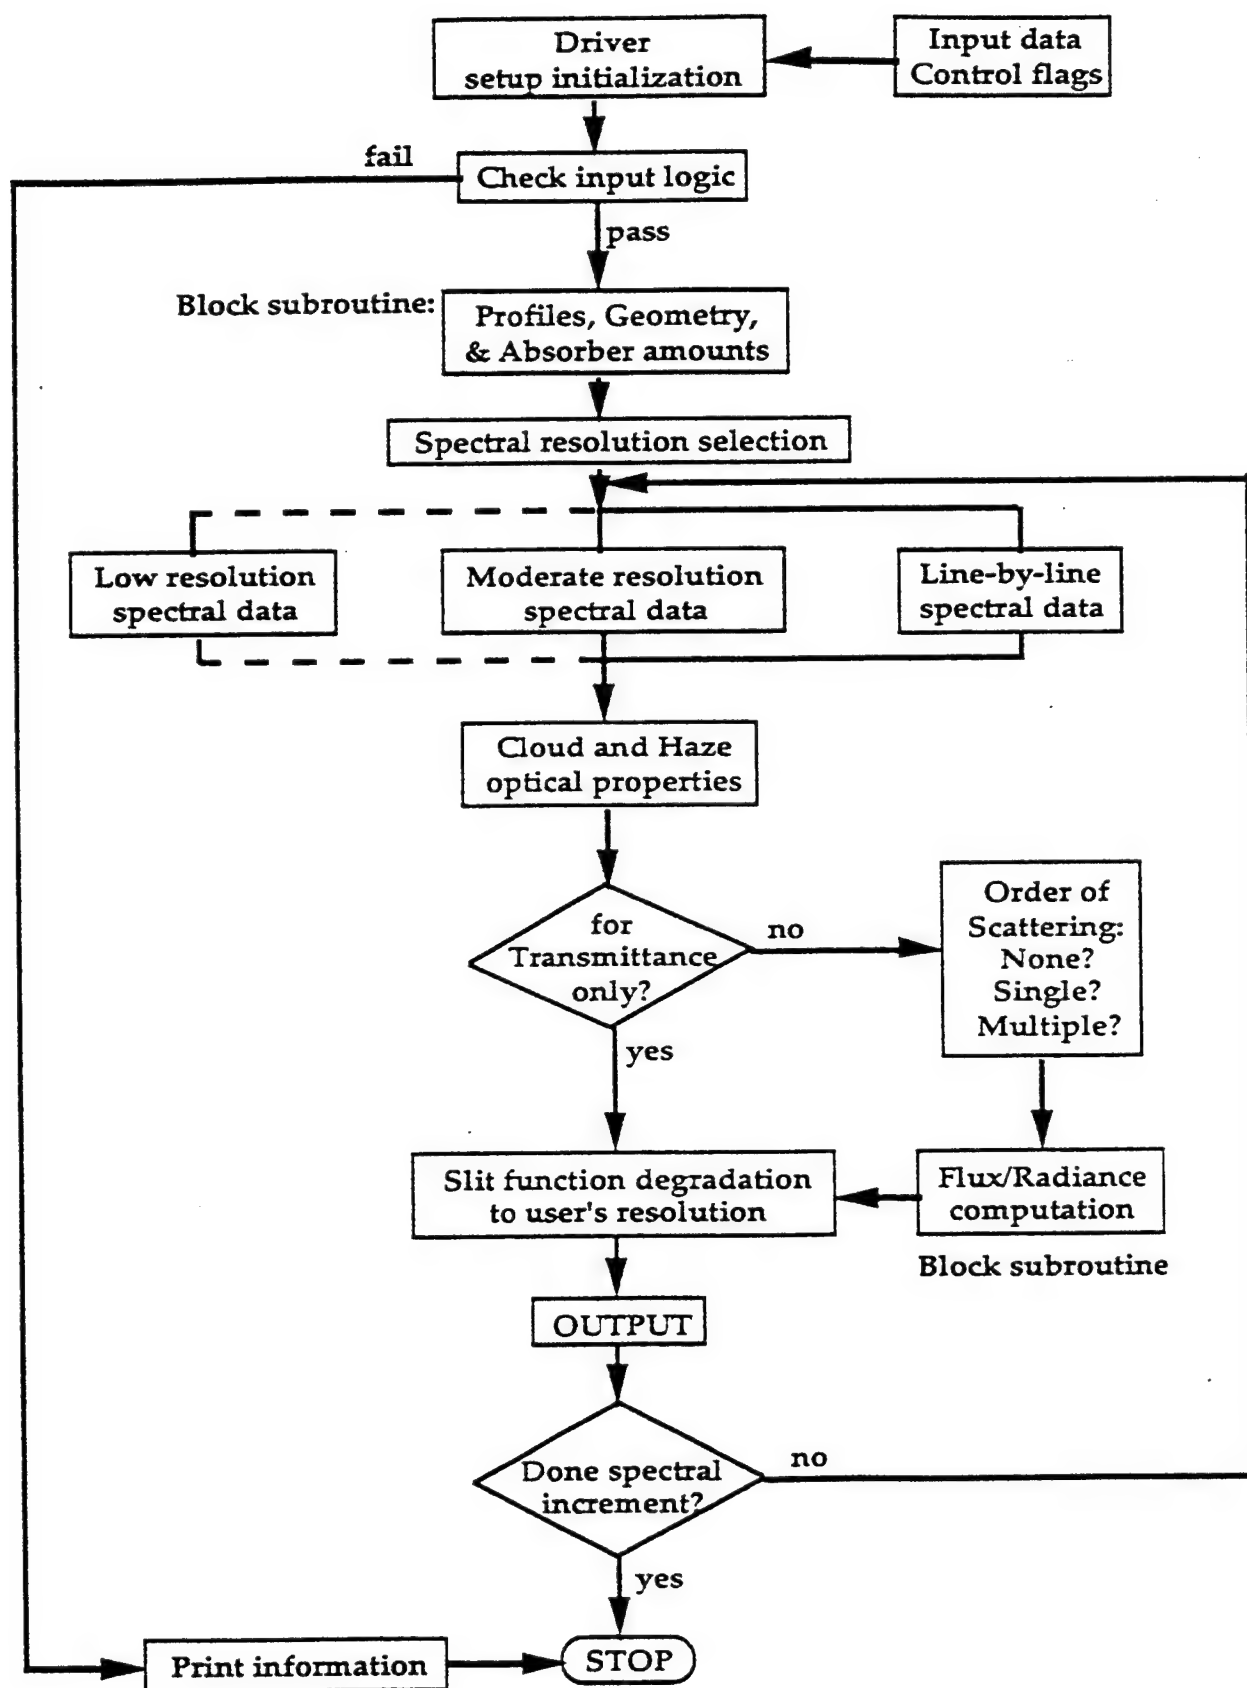 Driver
setup initialization
Input data
Control flags
fail
Check input logic
pass
Block subroutine:
Profiles, Geometry,
& Absorber amounts
Spectral resolution selection
Low resolution
spectral data
Moderate resolution
spectral data
Line-by-line
spectral data
Cloud and Haze
optical properties
for
Transmittance
only?
no
Order of
Scattering:
None?
Single?
Multiple?
yes
Slit function degradation
to user's resolution
Flux/Radiance
computation
Block subroutine
OUTPUT
Done spectral
increment?
no
yes
Print information
STOP